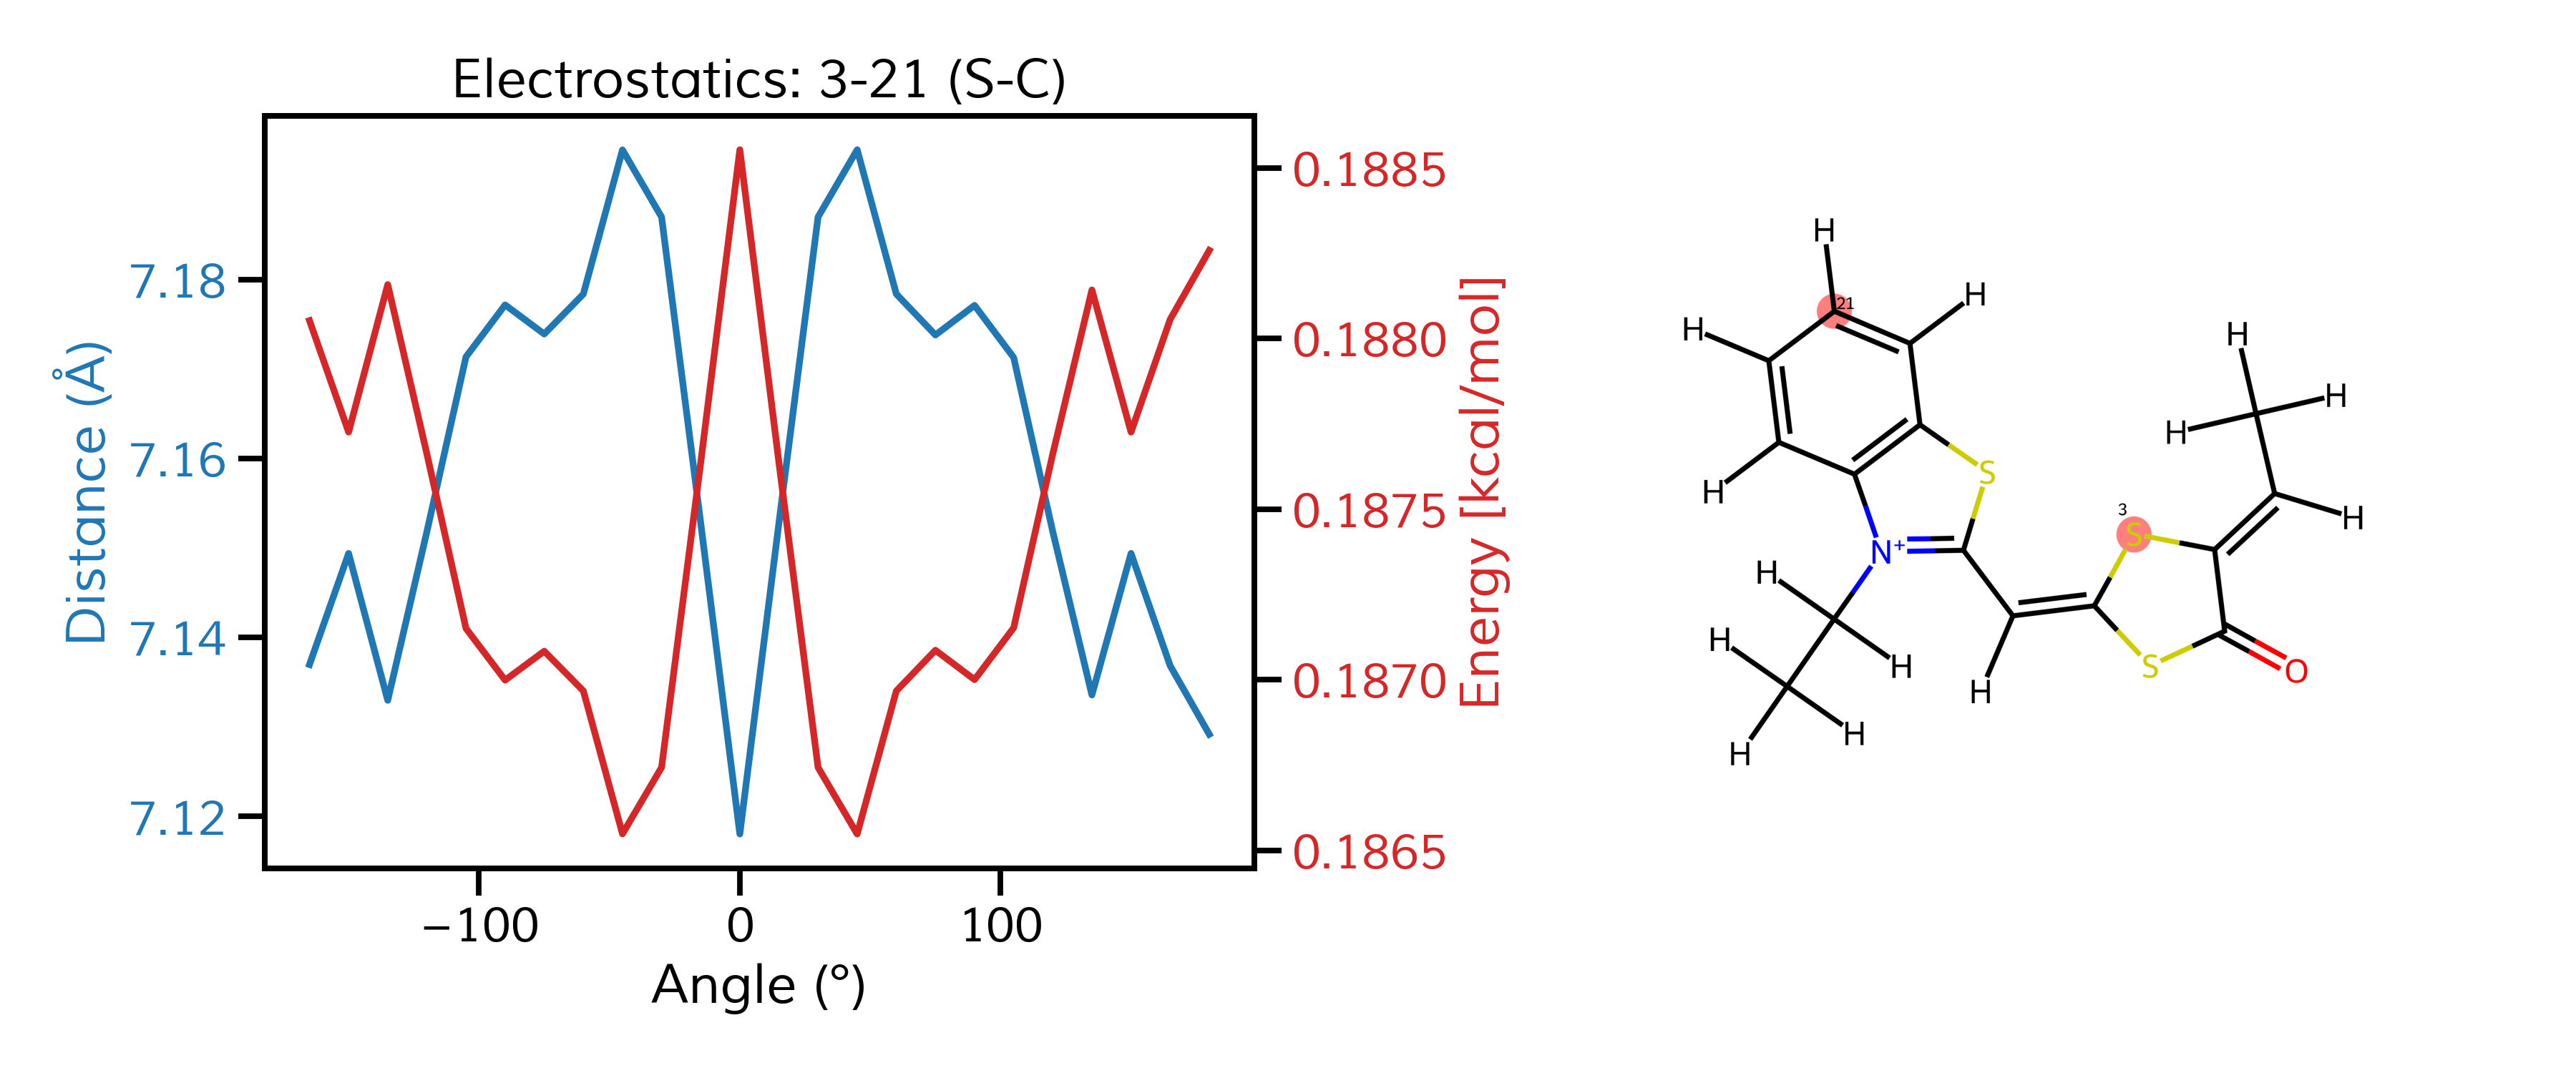 Electrostatics: 3-21 (S-C)
Distance (Å)
7.18
7.16
7.14
7.12
0.1885
0.1880
0.1875
0.1870
0.1865
Energy [kcal/mol]
−100 0 100
Angle (°)
H
21 H
H
H
H H
H
S
H
3
S H
N+
H
H H
S O
H
H
H